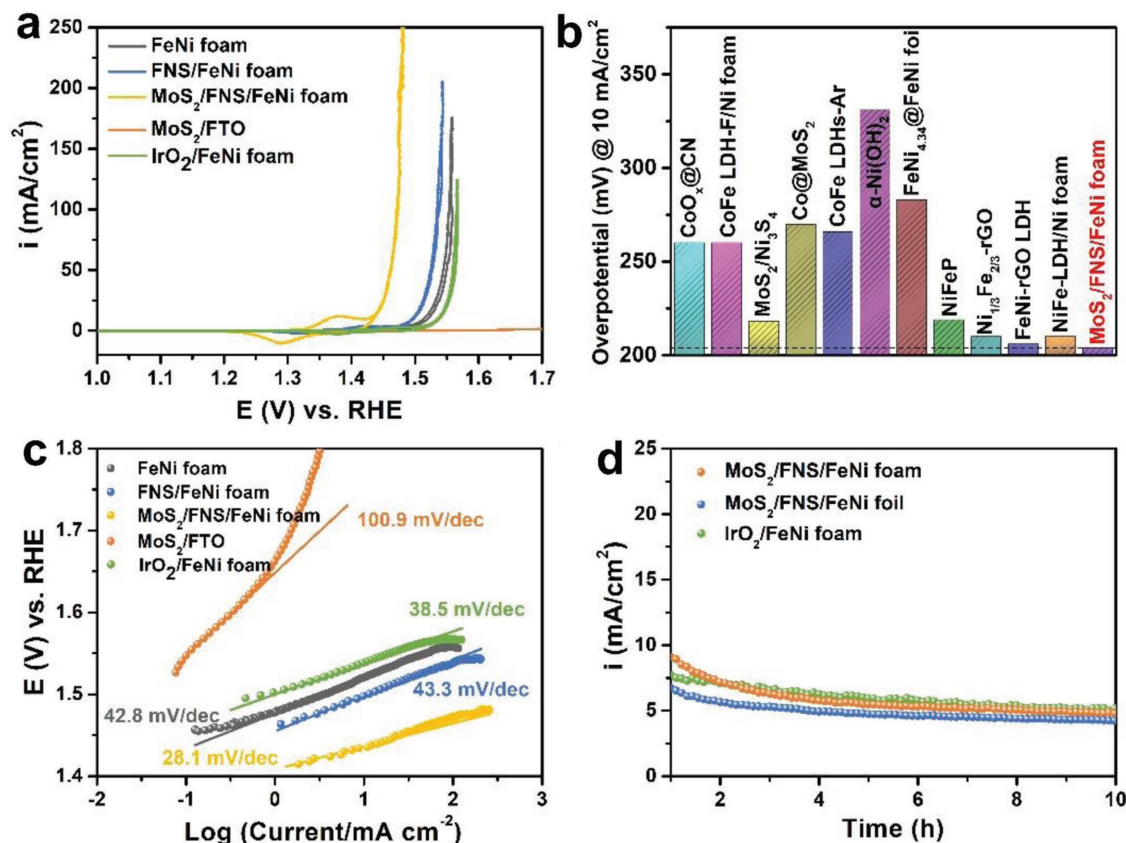 a
250
200
150
100
50
0
i (mA/cm²)
FeNi foam
FNS/FeNi foam
MoS₂/FNS/FeNi foam
MoS₂/FTO
IrO₂/FeNi foam
1.0 1.1 1.2 1.3 1.4 1.5 1.6 1.7
E (V) vs. RHE
b
350
300
250
200
Overpotential (mV) @ 10 mA/cm²
CoOₓ@CN
CoFe LDH-F/Ni foam
MoS₂/Ni₃S₄
Co@MoS₂
CoFe LDHs-Ar
α-Ni(OH)₂
FeNi₄.₃₄@FeNi foi
NiFeP
Ni₁/₃Fe₂/₃-rGO
FeNi-rGO LDH
NiFe-LDH/Ni foam
MoS₂/FNS/FeNi foam
c
1.8
1.7
1.6
1.5
1.4
E (V) vs. RHE
FeNi foam
FNS/FeNi foam
MoS₂/FNS/FeNi foam
MoS₂/FTO
IrO₂/FeNi foam
100.9 mV/dec
38.5 mV/dec
43.3 mV/dec
42.8 mV/dec
28.1 mV/dec
-2 -1 0 1 2 3
Log (Current/mA cm⁻²)
d
25
20
15
10
5
0
i (mA/cm²)
MoS₂/FNS/FeNi foam
MoS₂/FNS/FeNi foil
IrO₂/FeNi foam
2 4 6 8 10
Time (h)